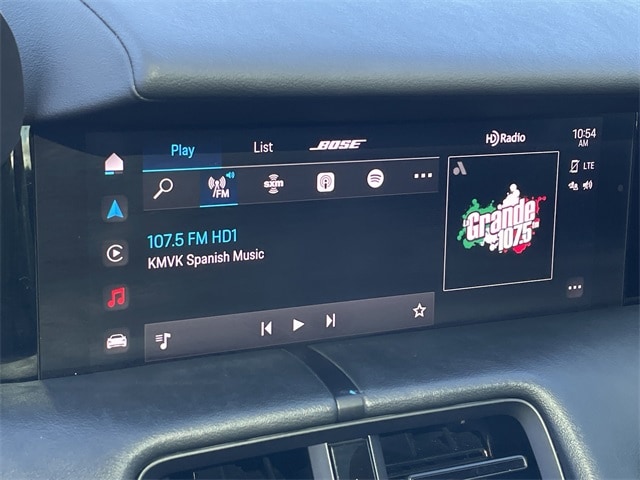 Play
List
BOSE
HD Radio
10:54
AM
FM
sxm
LTE
107.5 FM HD1
KMVK Spanish Music
La
Grande
107.5